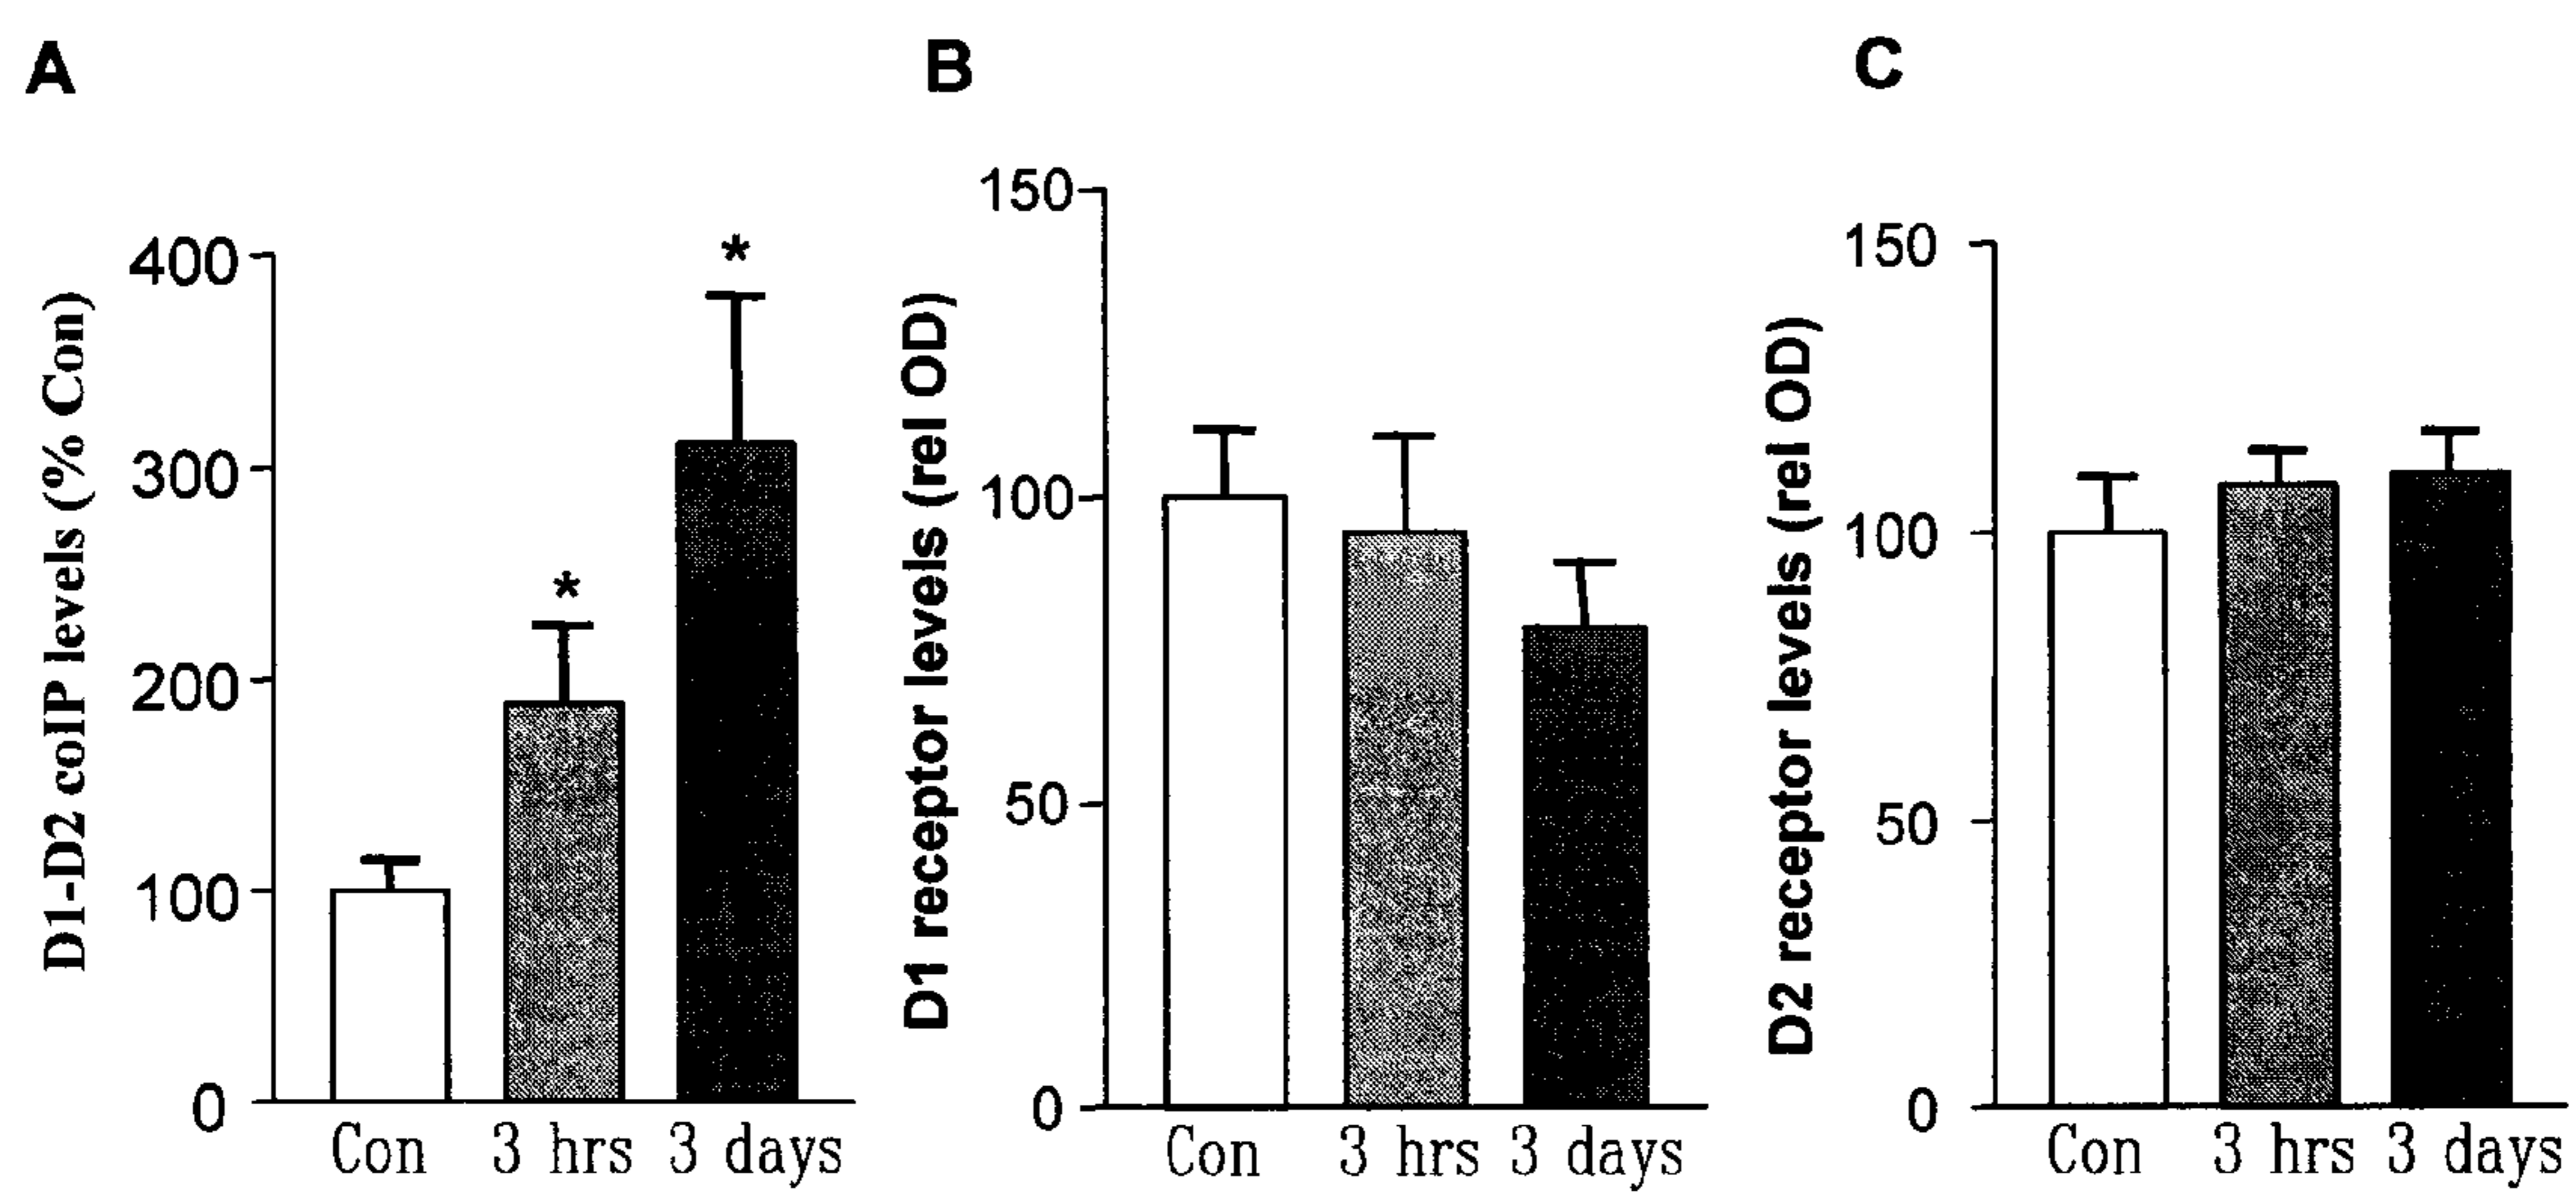 A
D1-D2 coIP levels (% Con)
400
300
200
100
0
*
*
Con 3 hrs 3 days
B
D1 receptor levels (rel OD)
150
100
50
0
Con 3 hrs 3 days
C
D2 receptor levels (rel OD)
150
100
50
0
Con 3 hrs 3 days